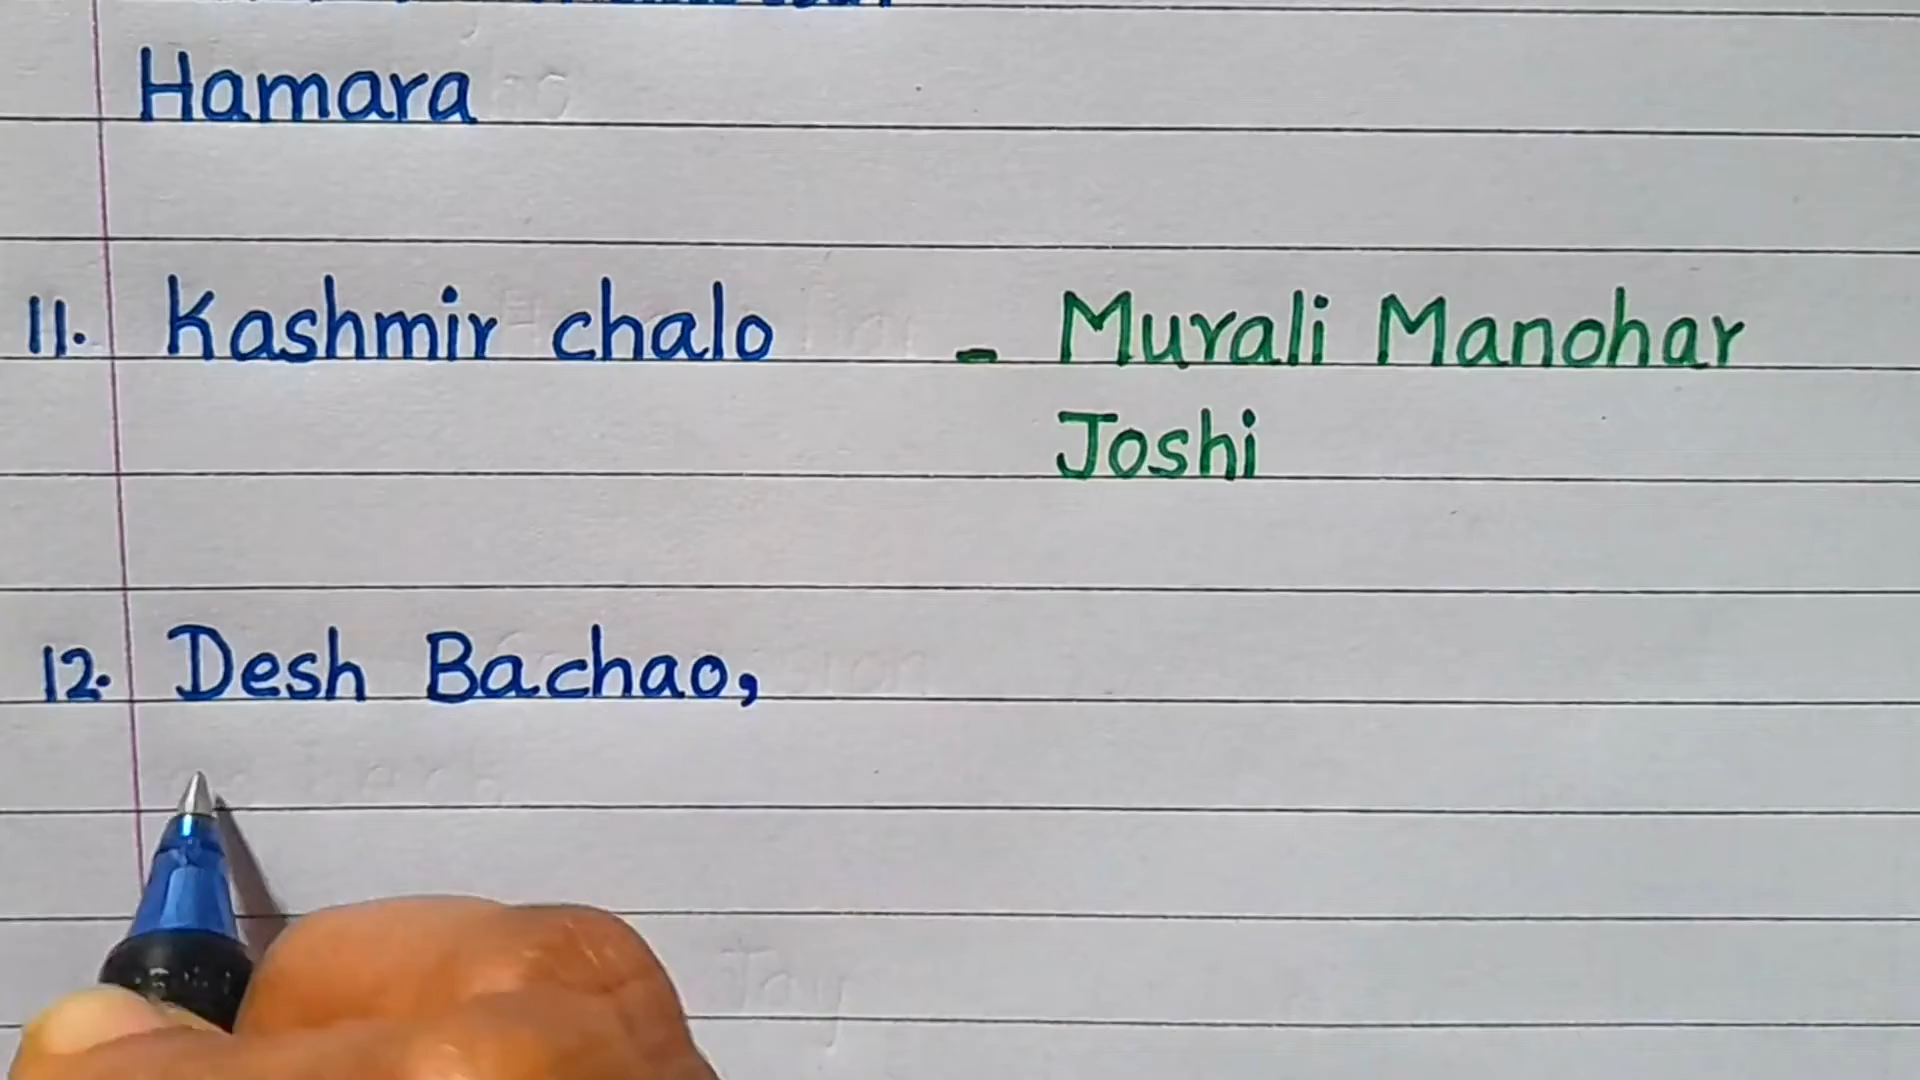 Hamara
11. Kashmir chalo - Murali Manohar
Joshi
12. Desh Bachao,